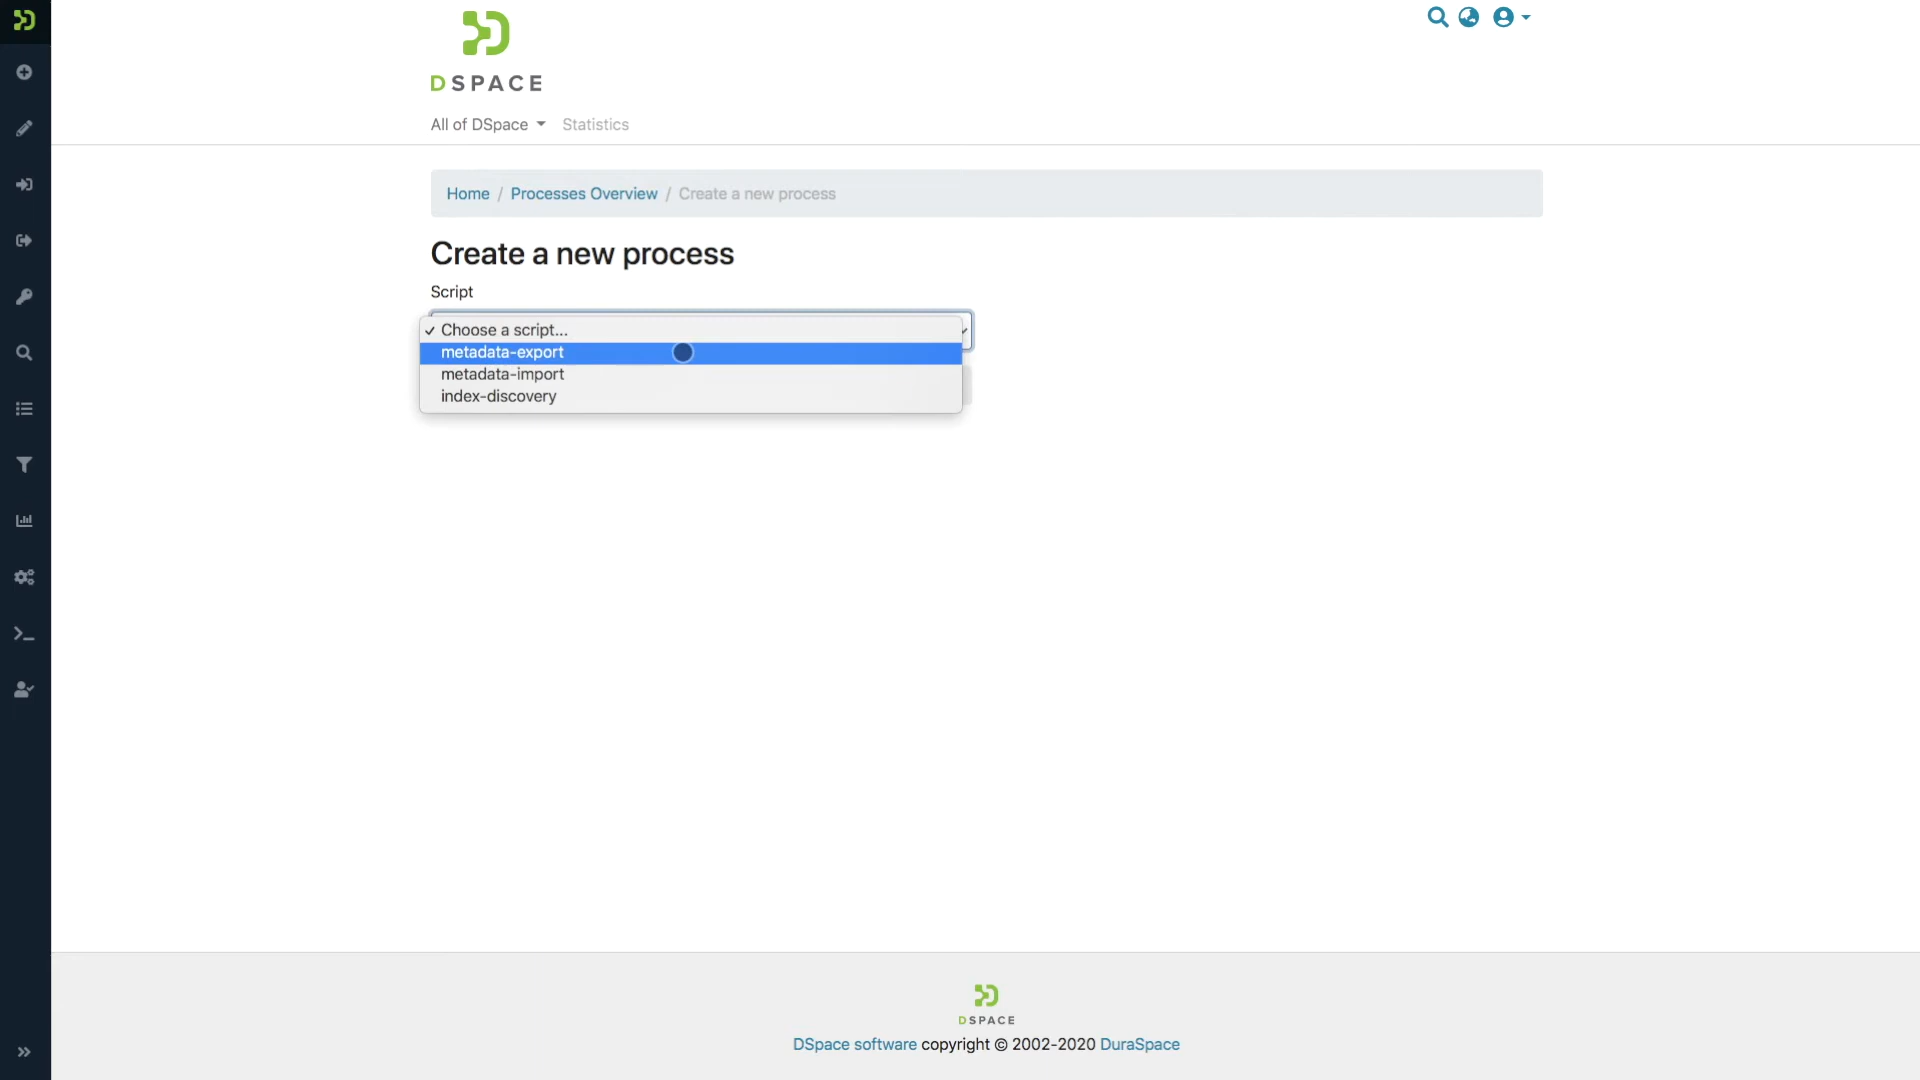 DSPACE
All of DSpace Statistics
Home / Processes Overview / Create a new process
Create a new process
Script
✓ Choose a script...
metadata-export
metadata-import
index-discovery
DSPACE
DSpace software copyright © 2002-2020 DuraSpace